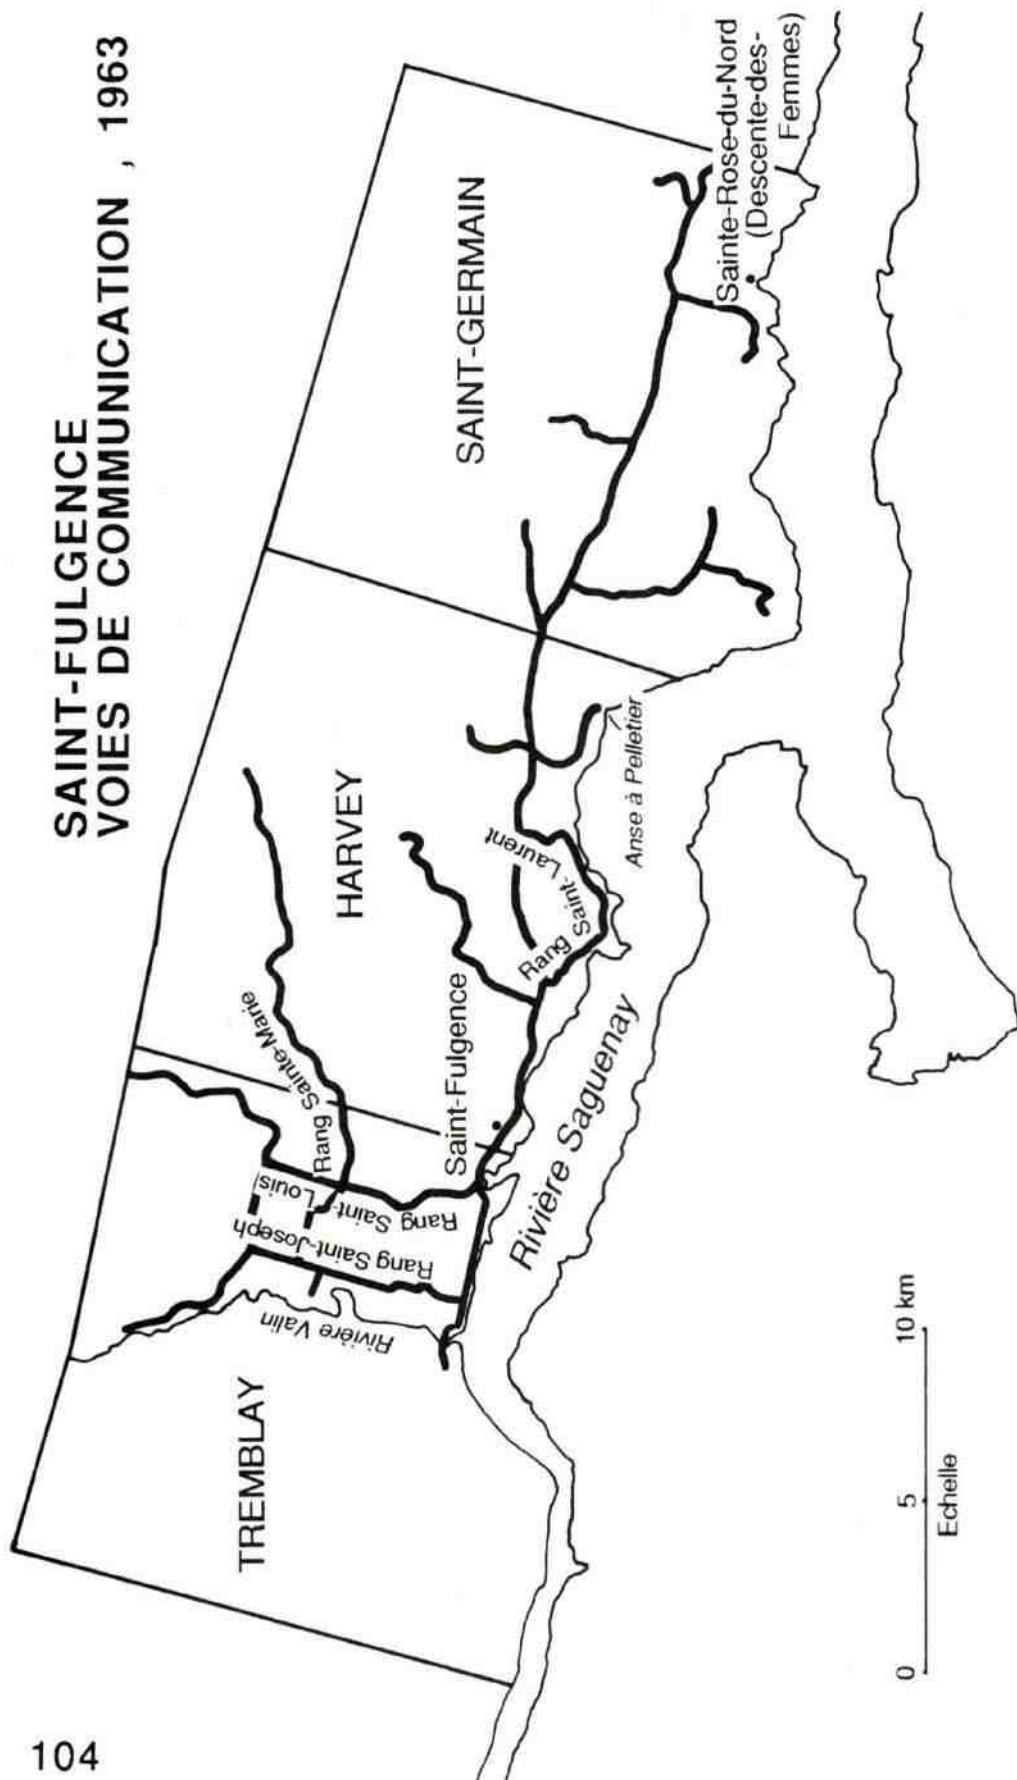 104
SAINT-FULGENCE
VOIES DE COMMUNICATION , 1963
TREMBLAY
HARVEY
SAINT-GERMAIN
Rivière Valin
Rang Saint-Joseph
Rang Saint-
Louis
Rang Sainte-Marie
Saint-Fulgence
Rang Saint-Laurent
Anse à Pelletier
Rivière Saguenay
Sainte-Rose-du-Nord
(Descente-des-
Femmes)
0 5 10 km
Echelle